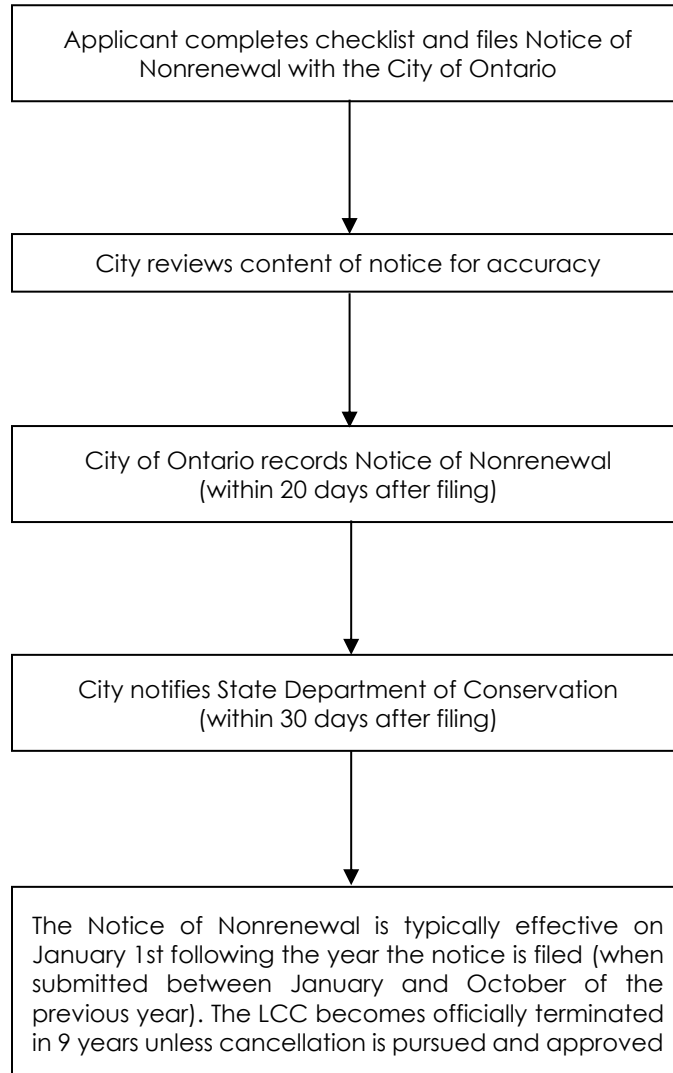 Applicant completes checklist and files Notice of
Nonrenewal with the City of Ontario
City reviews content of notice for accuracy
City of Ontario records Notice of Nonrenewal
(within 20 days after filing)
City notifies State Department of Conservation
(within 30 days after filing)
The Notice of Nonrenewal is typically effective on
January 1st following the year the notice is filed (when
submitted between January and October of the
previous year). The LCC becomes officially terminated
in 9 years unless cancellation is pursued and approved